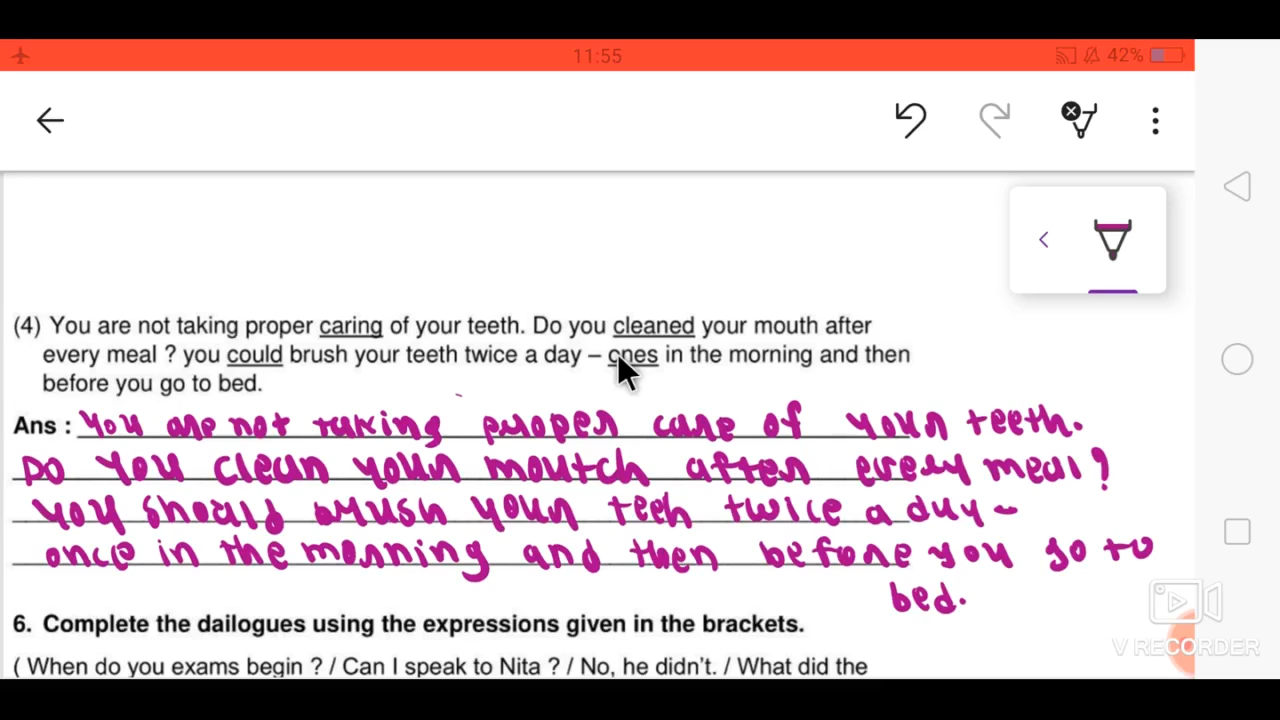 11:55
42%
(4) You are not taking proper caring of your teeth. Do you cleaned your mouth after
every meal ? you could brush your teeth twice a day – ones in the morning and then
before you go to bed.
Ans : You are not taking proper care of your teeth.
Do you clean your moutch after every meal?
You should brush your teeh twice a day -
once in the morning and then before you go to
bed.
6. Complete the dailogues using the expressions given in the brackets.
( When do you exams begin ? / Can I speak to Nita ? / No, he didn't. / What did the
V RECORDER